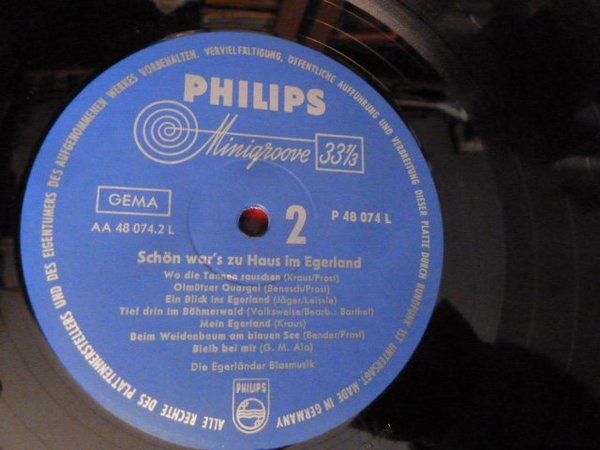 ALLE RECHTE DES PLATTENHERSTELLERS UND DES EIGENTUMERS DES AUFGENOMMENEN WERKES VORBEHALTEN. VERVIELFÄLTIGUNG, ÖFFENTLICHE AUFFÜHRUNG UND VERBREITUNG DIESER PLATTE DURCH RUNDFUNK IST UNTERSAGT. MADE IN GERMANY
PHILIPS
Minigroove 33⅓
GEMA
AA 48 074.2 L
2
P 48 074 L
Schön war's zu Haus im Egerland
Wo die Tannen rauschen (Kraus/Prost)
Olmützer Quargel (Benesch/Prost)
Ein Blick ins Egerland (Jäger/Leissle)
Tief drin im Böhmerwald (Volksweise/Bearb.: Barthel)
Mein Egerland (Kraus)
Beim Weidenbaum am blauen See (Bender/Prost)
Bleib bei mir (G. M. Alo)
Die Egerländer Blasmusik
PHILIPS